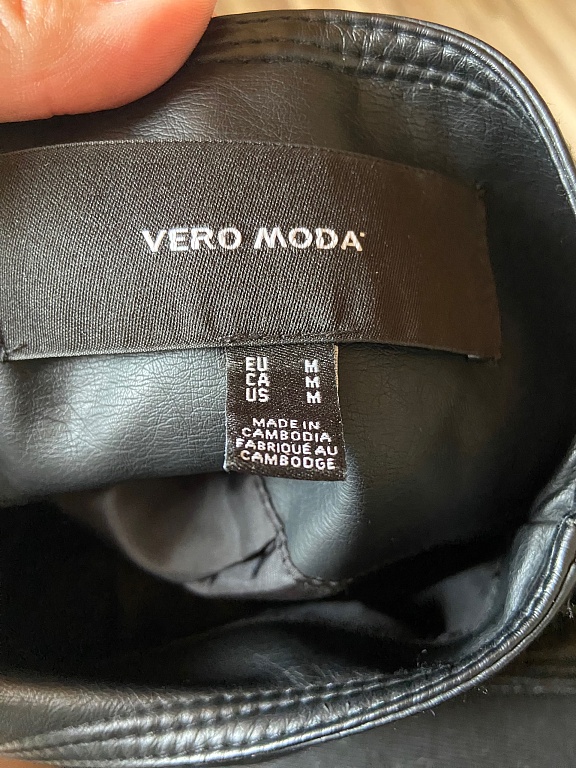 VERO MODA
EU M
CA M
US M
MADE IN
CAMBODIA
FABRIQUÉ AU
CAMBODGE